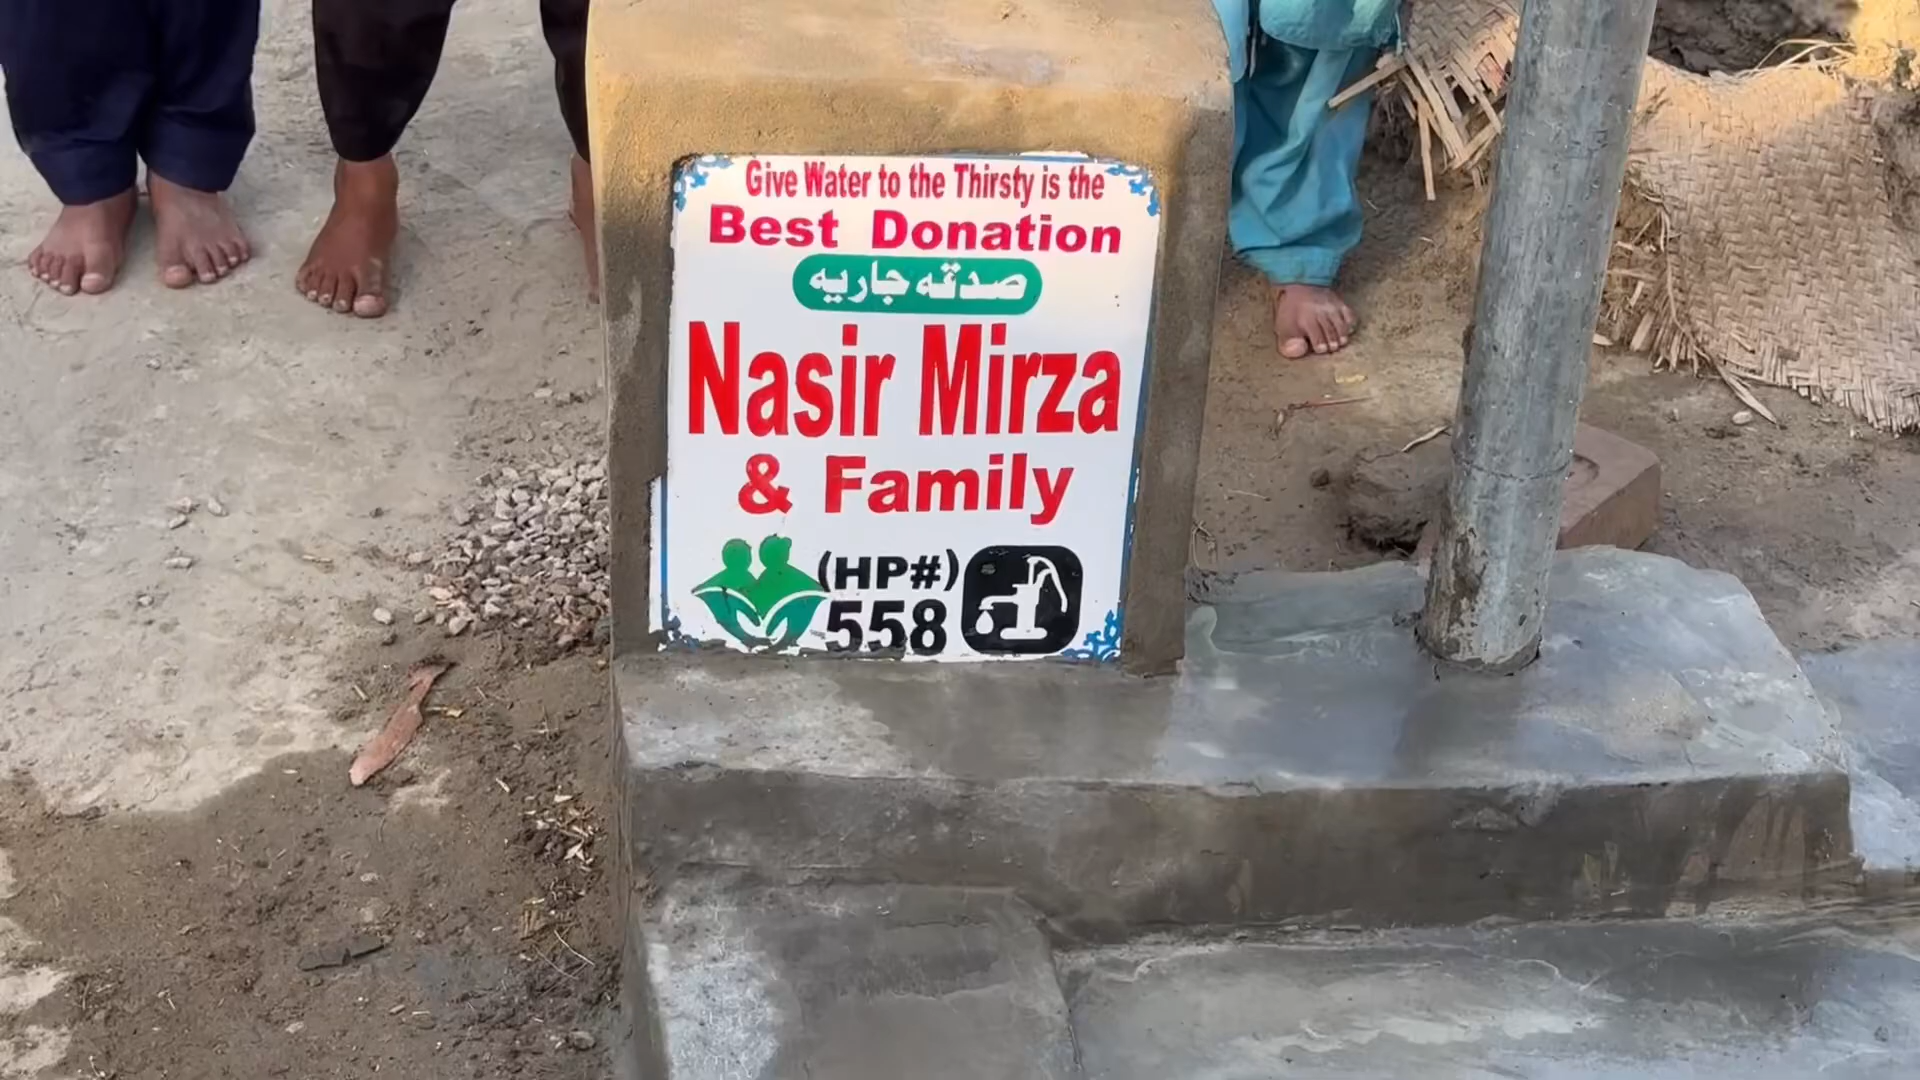 Give Water to the Thirsty is the
Best Donation
صدقہ جاریہ
Nasir Mirza
& Family
(HP#)
558